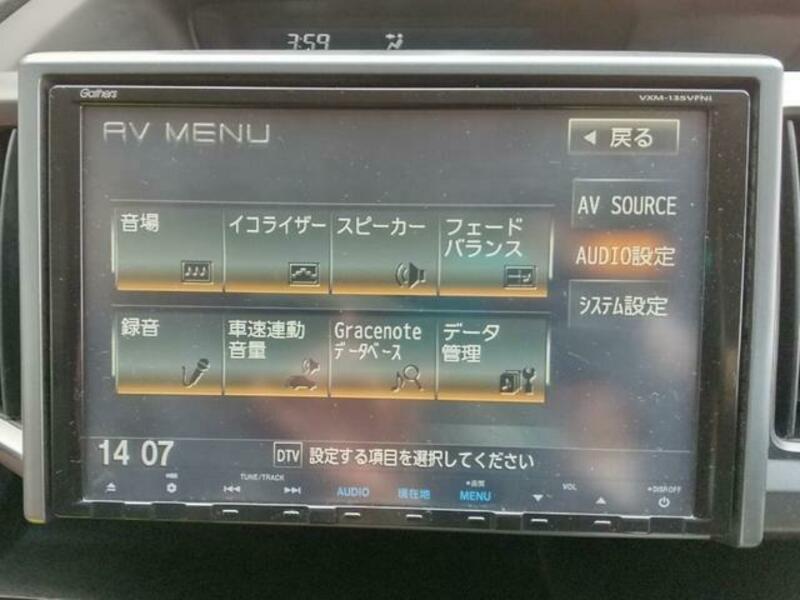 3:59
Gathers
VXM-135VFNi
AV MENU
戻る
音場
イコライザー
スピーカー
フェード
バランス
AV SOURCE
AUDIO設定
システム設定
録音
車速連動
音量
Gracenote
データベース
データ
管理
14 07
DTV 設定する項目を選択してください
TUNE/TRACK
AUDIO
現在地
画質
MENU
VOL
DISP.OFF